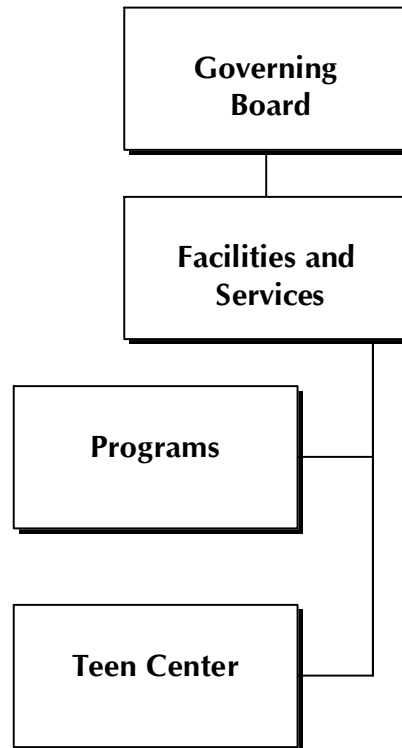 Governing
Board
Facilities and
Services
Programs
Teen Center